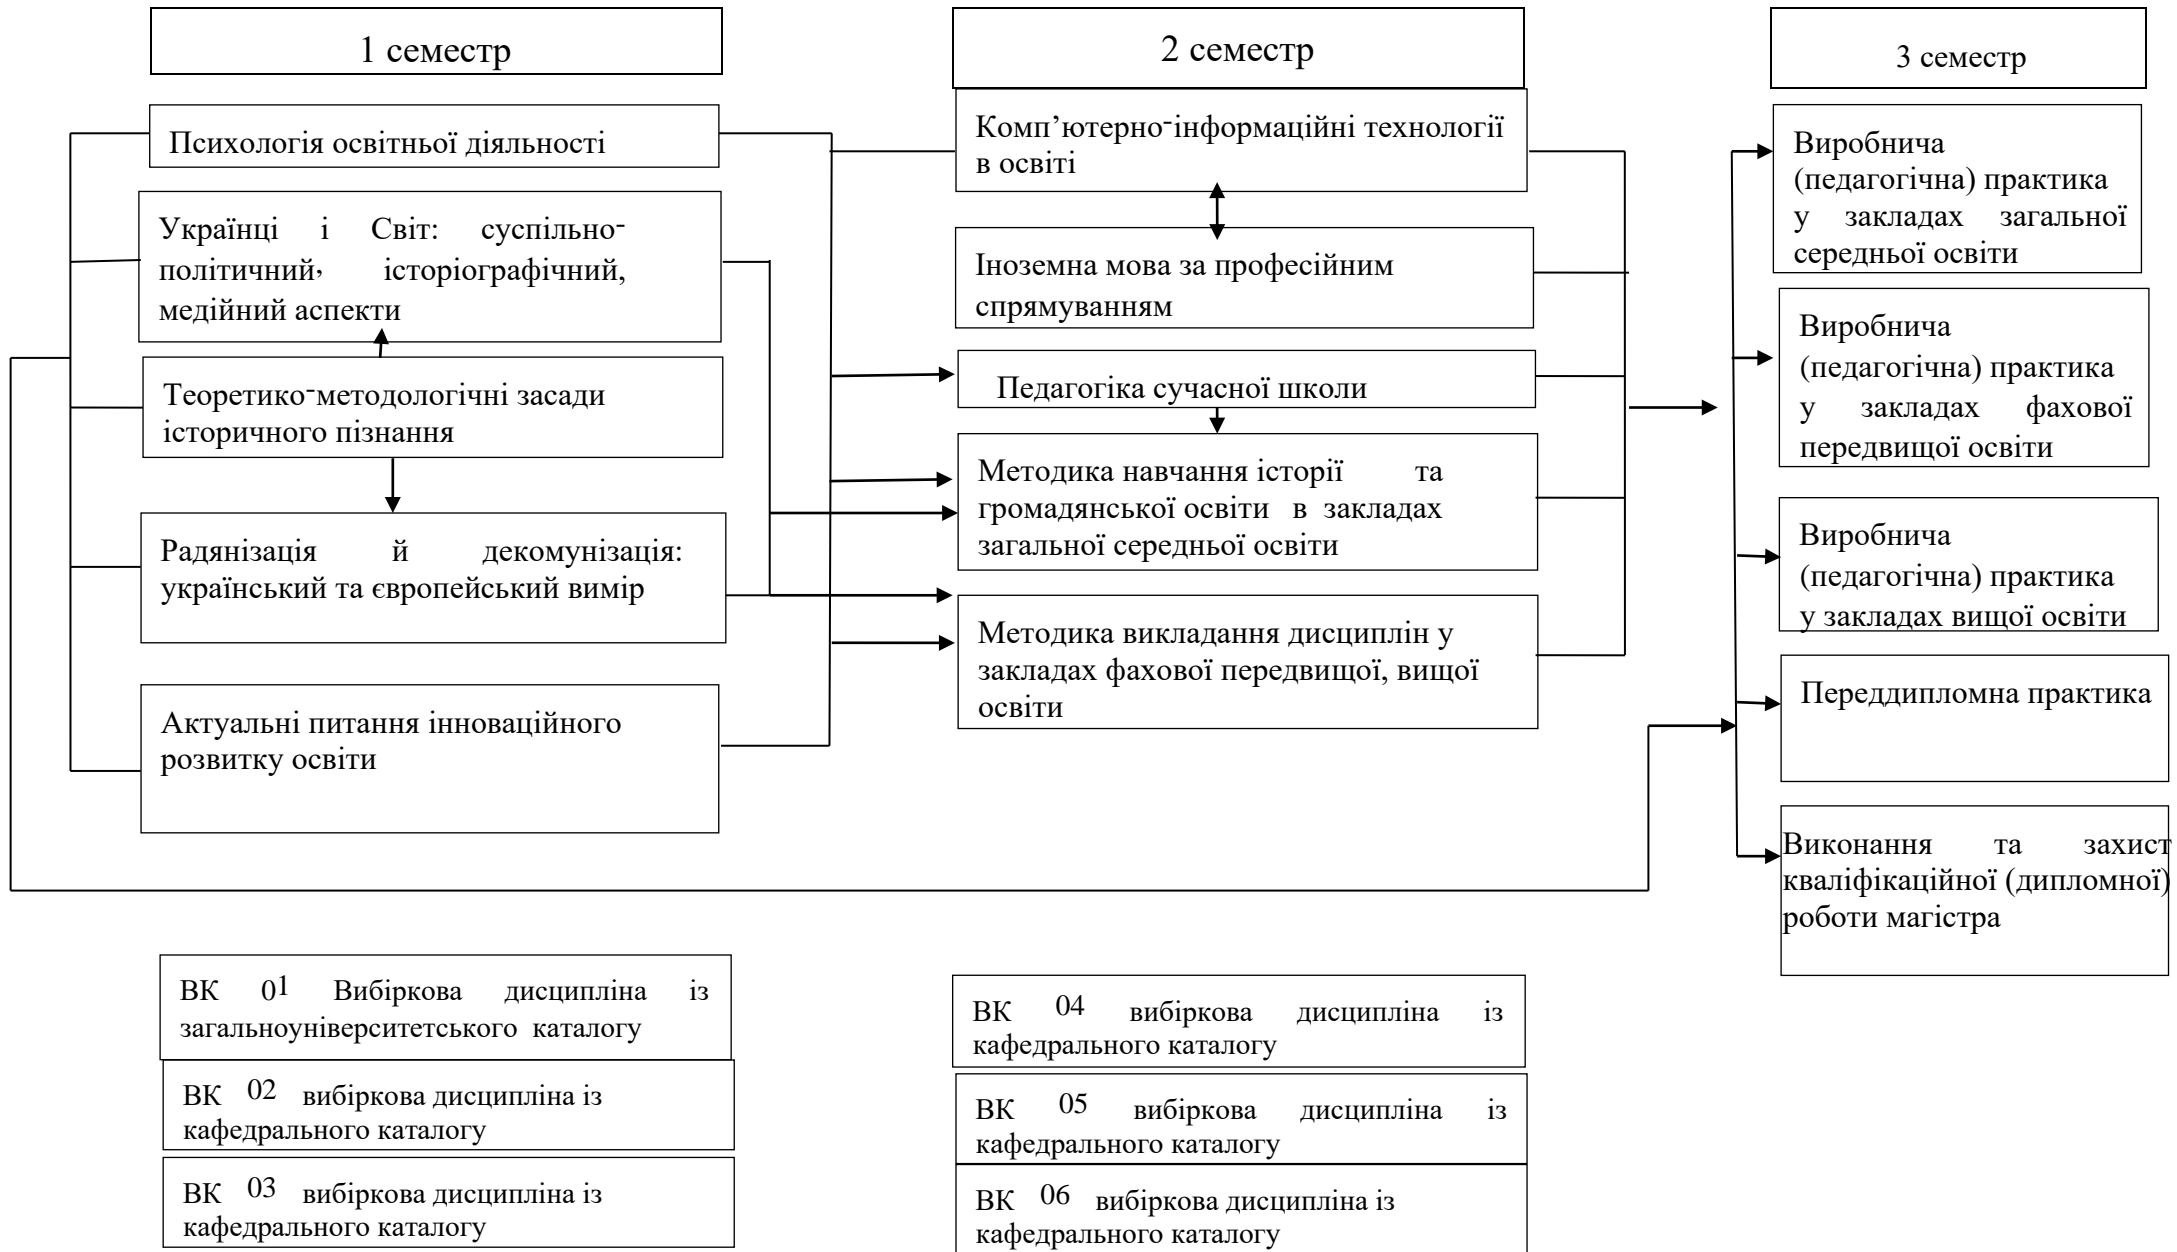 1 семестр
Психологія освітньої діяльності
Українці і Світ: суспільно-
політичний, історіографічний,
медійний аспекти
Теоретико-методологічні засади
історичного пізнання
Радянізація й декомунізація:
український та європейський вимір
Актуальні питання інноваційного
розвитку освіти
ВК 01 Вибіркова дисципліна із
загальноуніверситетського каталогу
ВК 02 вибіркова дисципліна із
кафедрального каталогу
ВК 03 вибіркова дисципліна із
кафедрального каталогу
2 семестр
Комп’ютерно-інформаційні технології
в освіті
Іноземна мова за професійним
спрямуванням
Педагогіка сучасної школи
Методика навчання історії та
громадянської освіти в закладах
загальної середньої освіти
Методика викладання дисциплін у
закладах фахової передвищої, вищої
освіти
ВК 04 вибіркова дисципліна із
кафедрального каталогу
ВК 05 вибіркова дисципліна із
кафедрального каталогу
ВК 06 вибіркова дисципліна із
кафедрального каталогу
3 семестр
Виробнича
(педагогічна) практика
у закладах загальної
середньої освіти
Виробнича
(педагогічна) практика
у закладах фахової
передвищої освіти
Виробнича
(педагогічна) практика
у закладах вищої освіти
Переддипломна практика
Виконання та захист
кваліфікаційної (дипломної)
роботи магістра